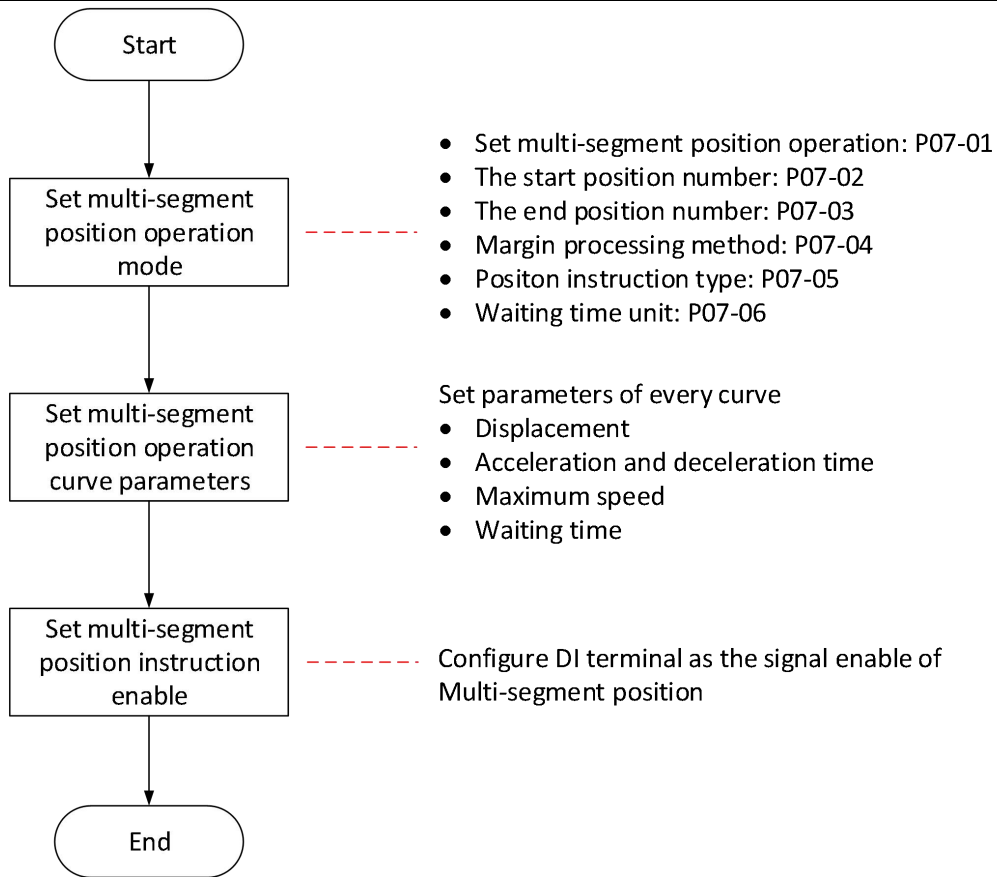 Start
Set multi-segment
position operation
mode
• Set multi-segment position operation: P07-01
• The start position number: P07-02
• The end position number: P07-03
• Margin processing method: P07-04
• Positon instruction type: P07-05
• Waiting time unit: P07-06
Set multi-segment
position operation
curve parameters
Set parameters of every curve
• Displacement
• Acceleration and deceleration time
• Maximum speed
• Waiting time
Set multi-segment
position instruction
enable
Configure DI terminal as the signal enable of
Multi-segment position
End